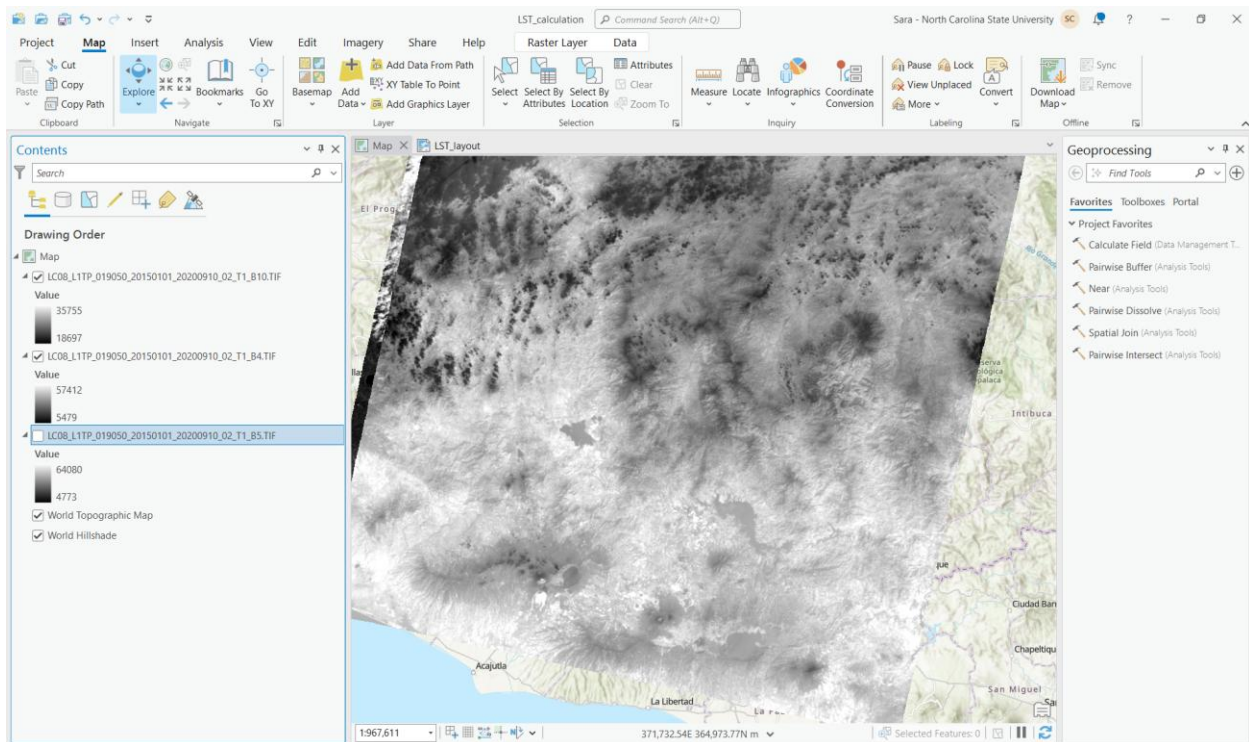 LST_calculation
Command Search (Alt+Q)
Sara - North Carolina State University
SC
?
Project Map Insert Analysis View Edit Imagery Share Help Raster Layer Data
Paste
Cut
Copy
Copy Path
Clipboard
Explore
Bookmarks
Go To XY
Navigate
Basemap
Add Data
Add Data From Path
XY Table To Point
Add Graphics Layer
Layer
Select
Select By Attributes
Select By Location
Attributes
Clear
Zoom To
Selection
Measure
Locate
Infographics
Coordinate Conversion
Inquiry
Pause
Lock
View Unplaced
More
Convert
Labeling
Download Map
Sync
Remove
Offline
Contents
Search
Drawing Order
Map
LC08_L1TP_019050_20150101_20200910_02_T1_B10.TIF
Value
35755
18697
LC08_L1TP_019050_20150101_20200910_02_T1_B4.TIF
Value
57412
5479
LC08_L1TP_019050_20150101_20200910_02_T1_B5.TIF
Value
64080
4773
World Topographic Map
World Hillshade
Map
LST_layout
El Prog
Intibuca
que
Ciudad Barr
Chapeltiqu
San Miguel
Acajutla
La Libertad
1:967,611
371,732.54E 364,973.77N m
Selected Features: 0
Geoprocessing
Find Tools
Favorites Toolboxes Portal
Project Favorites
Calculate Field (Data Management T...
Pairwise Buffer (Analysis Tools)
Near (Analysis Tools)
Pairwise Dissolve (Analysis Tools)
Spatial Join (Analysis Tools)
Pairwise Intersect (Analysis Tools)